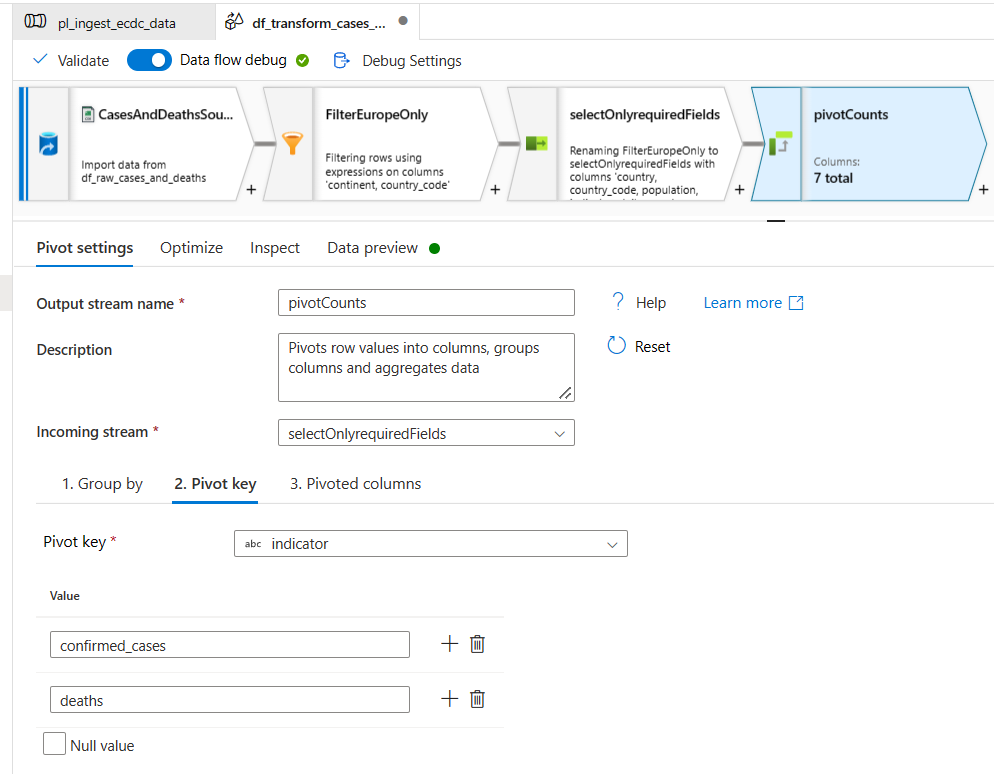 pl_ingest_ecdc_data
df_transform_cases_...
Validate
Data flow debug
Debug Settings
CasesAndDeathsSou...
Import data from
df_raw_cases_and_deaths
+
FilterEuropeOnly
Filtering rows using
expressions on columns
'continent, country_code'
+
selectOnlyrequiredFields
Renaming FilterEuropeOnly to
selectOnlyrequiredFields with
columns 'country,
country_code, population,
+
pivotCounts
Columns:
7 total
+
Pivot settings
Optimize
Inspect
Data preview
Output stream name *
pivotCounts
? Help
Learn more
Description
Pivots row values into columns, groups
columns and aggregates data
Reset
Incoming stream *
selectOnlyrequiredFields
1. Group by
2. Pivot key
3. Pivoted columns
Pivot key *
abc indicator
Value
confirmed_cases
deaths
Null value